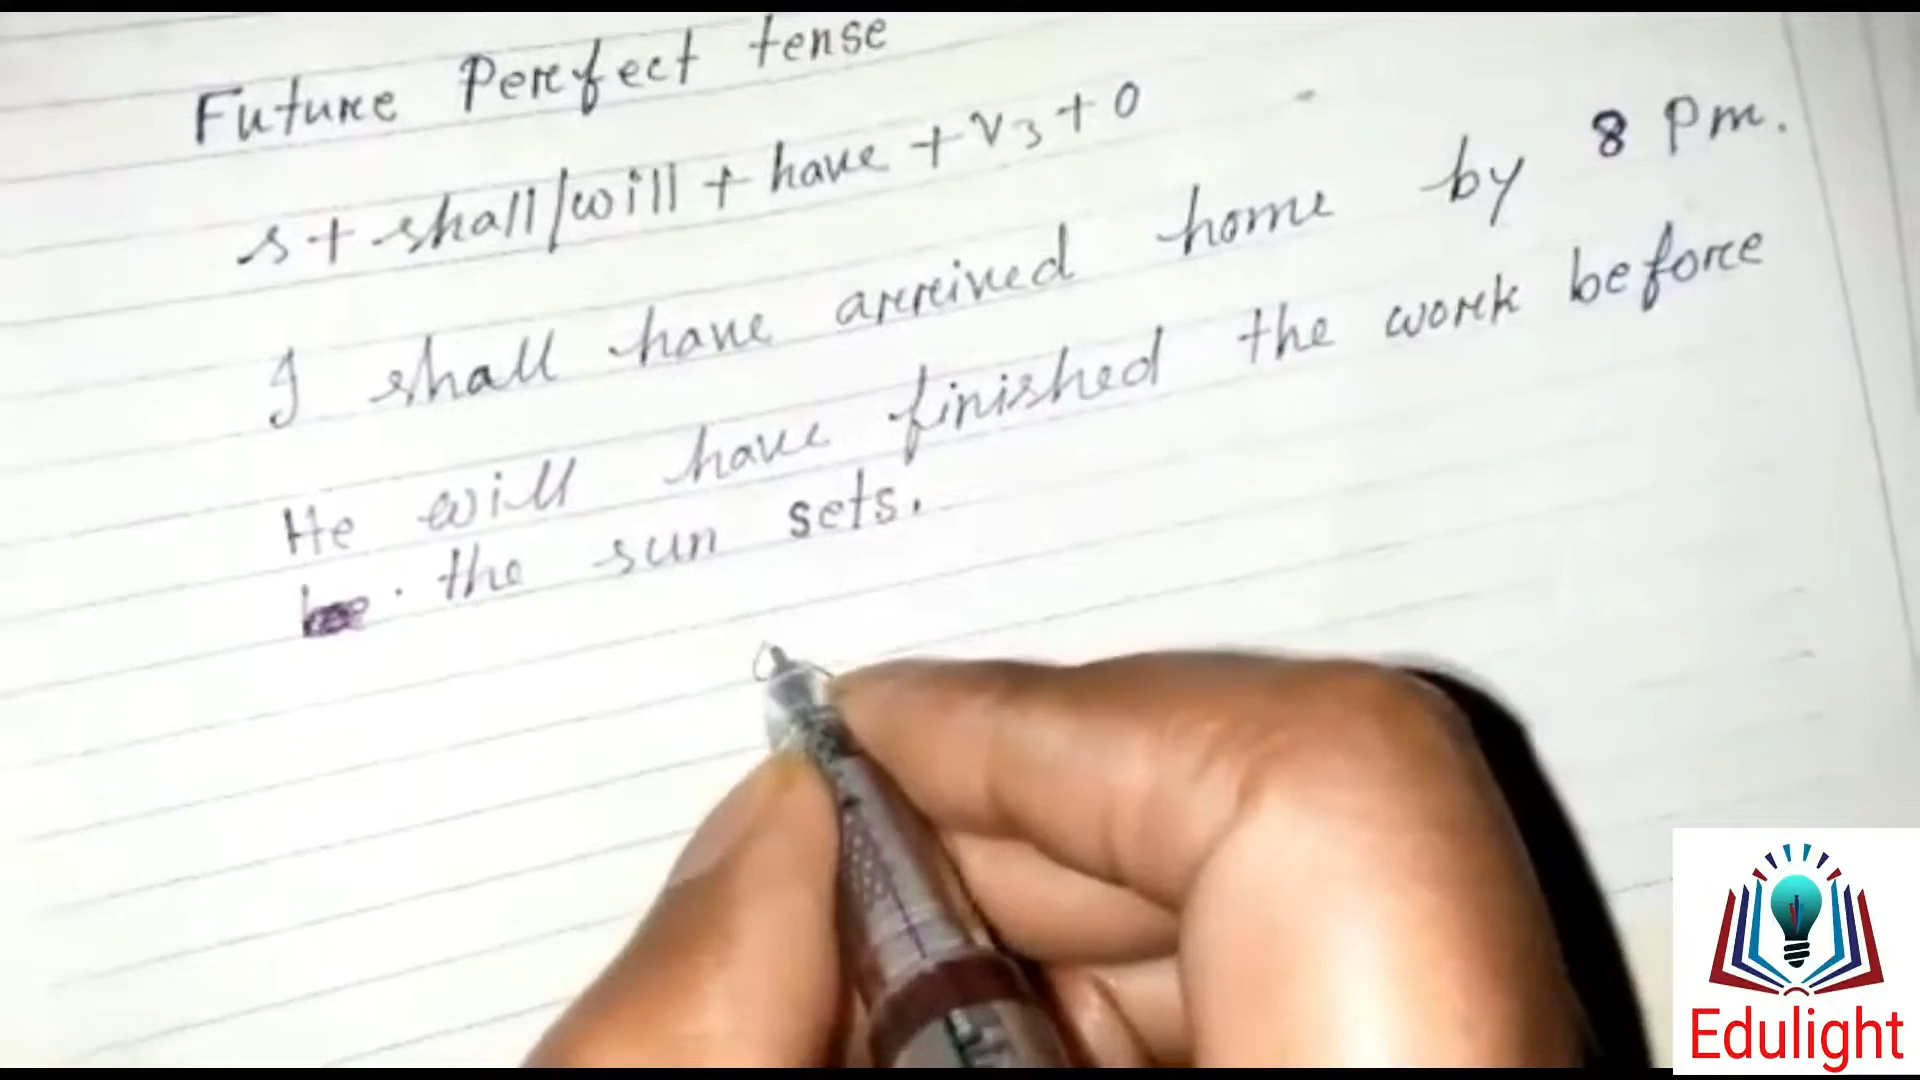 Future Perfect tense
s + shall/will + have + v3 + o
I shall have arrived home by 8 Pm.
He will have finished the work before
the sun sets.
Edulight